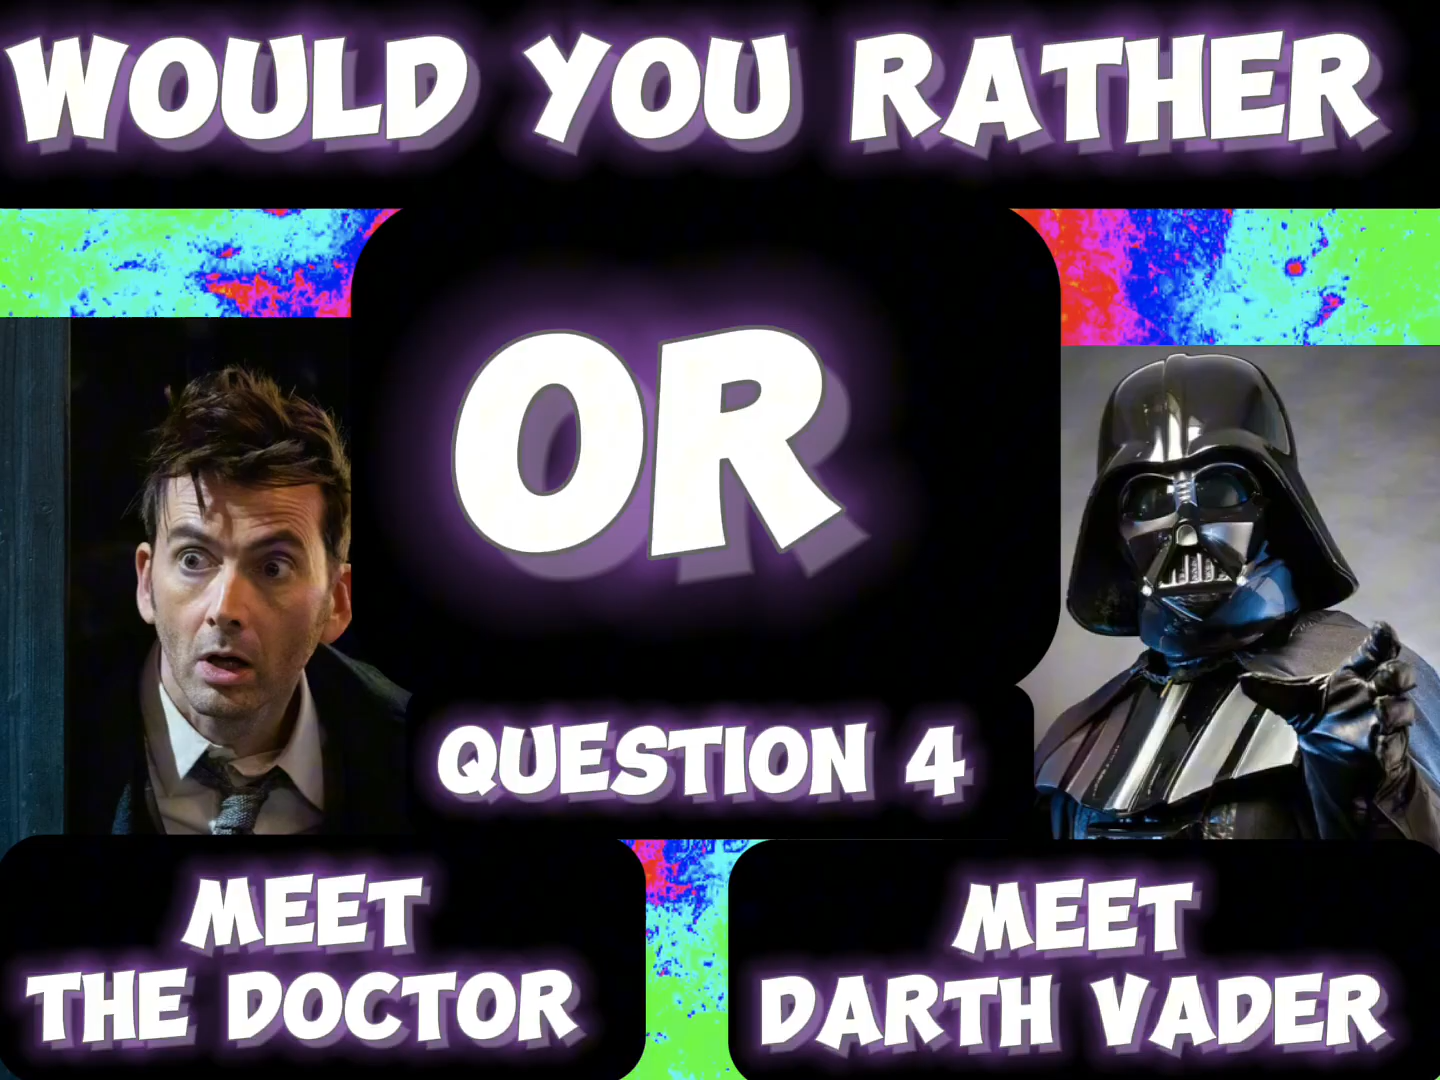 WOULD YOU RATHER
OR
QUESTION 4
MEET
THE DOCTOR
MEET
DARTH VADER